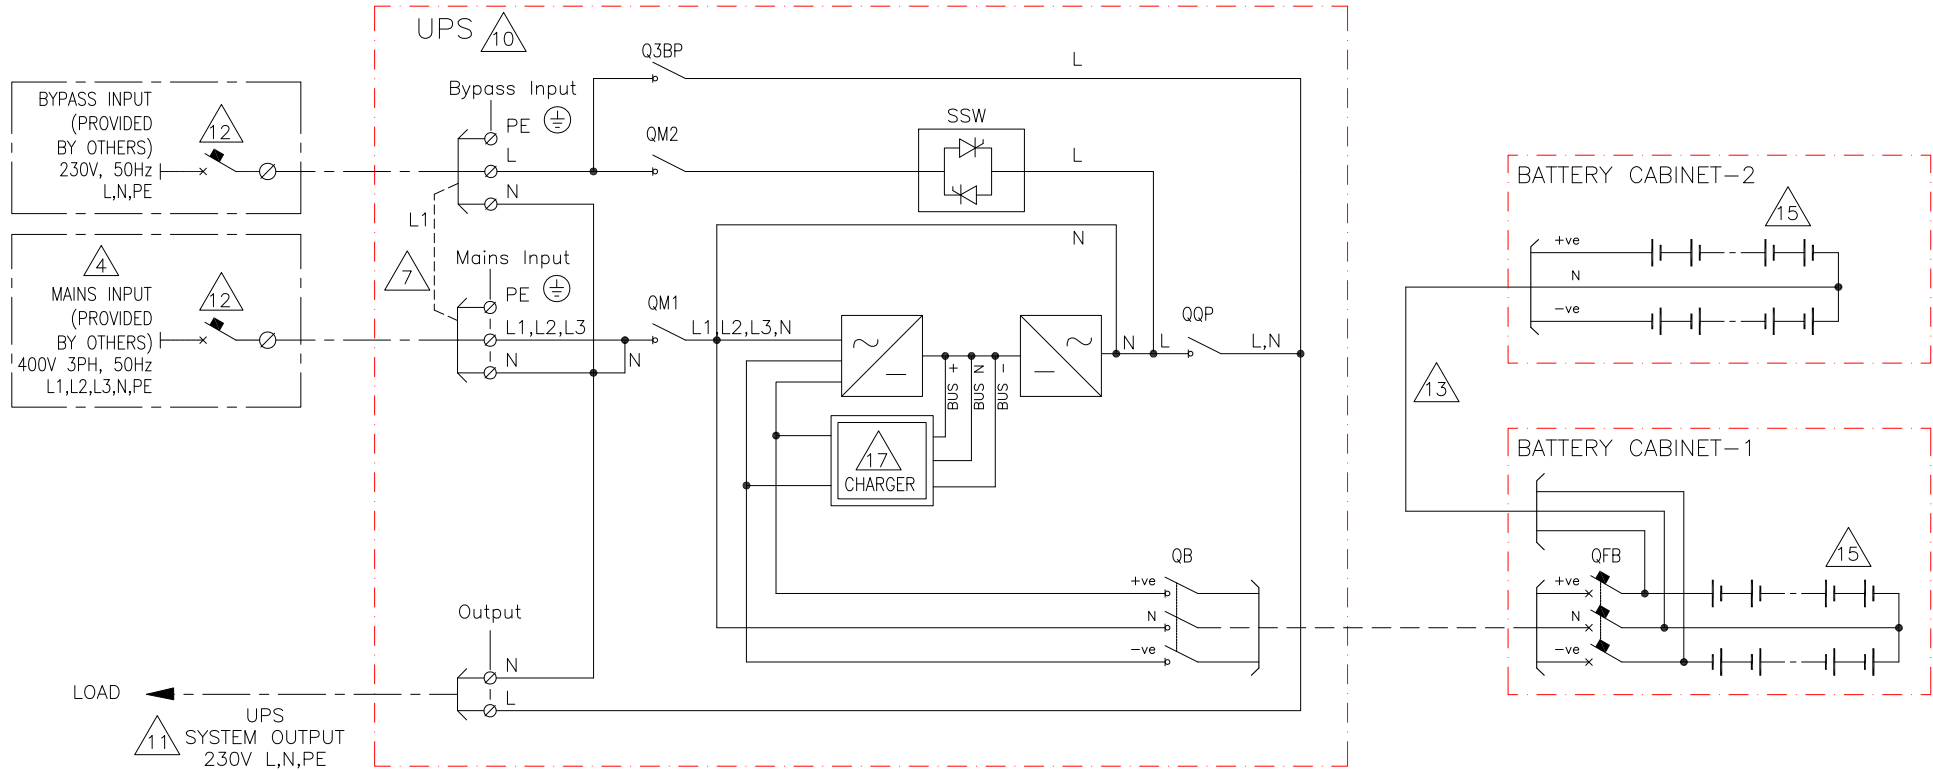 UPS
10
Q3BP
L
Bypass Input
PE
L
N
QM2
SSW
L
BYPASS INPUT
(PROVIDED
BY OTHERS)
230V, 50Hz
L,N,PE
12
L1
7
N
4
MAINS INPUT
(PROVIDED
BY OTHERS)
400V 3PH, 50Hz
L1,L2,L3,N,PE
12
Mains Input
PE
L1,L2,L3
N
N
QM1
L1,L2,L3,N
BUS +
BUS N
BUS -
N
L
QQP
L,N
17
CHARGER
QB
+ve
N
-ve
Output
N
L
LOAD
11
UPS
SYSTEM OUTPUT
230V L,N,PE
BATTERY CABINET-2
15
+ve
N
-ve
13
BATTERY CABINET-1
QFB
15
+ve
N
-ve